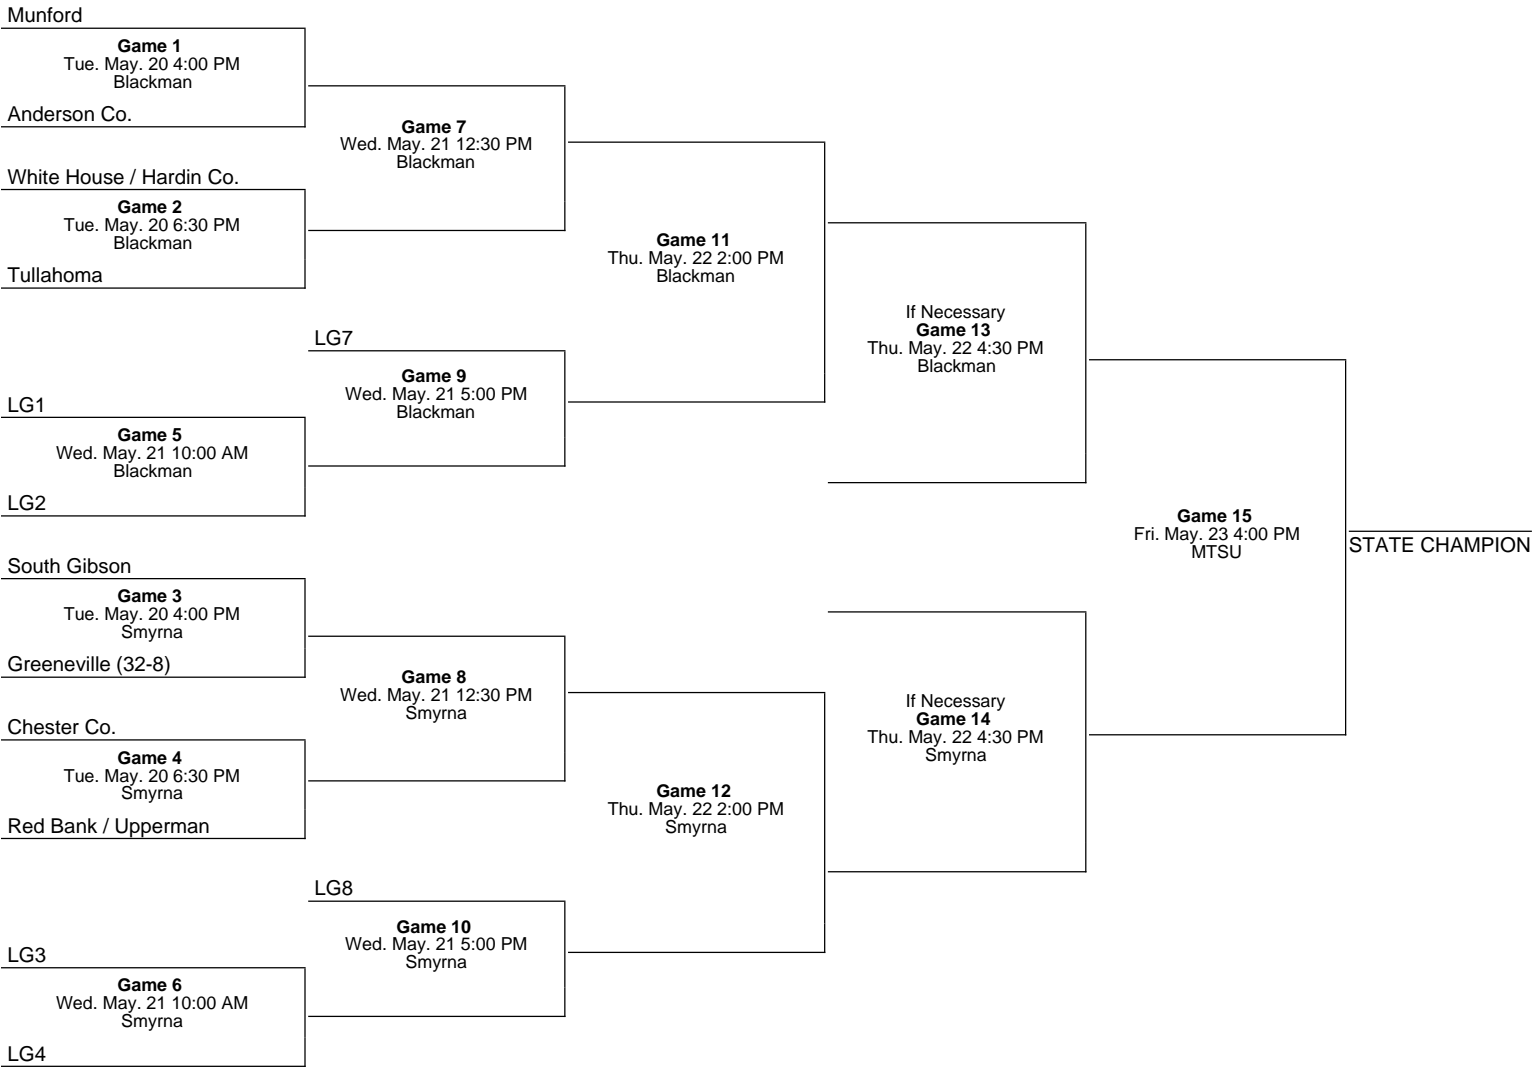 Munford
Game 1
Tue. May. 20 4:00 PM
Blackman
Anderson Co.
Game 7
Wed. May. 21 12:30 PM
Blackman
White House / Hardin Co.
Game 2
Tue. May. 20 6:30 PM
Blackman
Tullahoma
Game 11
Thu. May. 22 2:00 PM
Blackman
If Necessary
Game 13
Thu. May. 22 4:30 PM
Blackman
LG7
Game 9
Wed. May. 21 5:00 PM
Blackman
LG1
Game 5
Wed. May. 21 10:00 AM
Blackman
LG2
Game 15
Fri. May. 23 4:00 PM
MTSU
STATE CHAMPION
South Gibson
Game 3
Tue. May. 20 4:00 PM
Smyrna
Greeneville (32-8)
Game 8
Wed. May. 21 12:30 PM
Smyrna
Chester Co.
Game 4
Tue. May. 20 6:30 PM
Smyrna
Red Bank / Upperman
Game 12
Thu. May. 22 2:00 PM
Smyrna
If Necessary
Game 14
Thu. May. 22 4:30 PM
Smyrna
LG8
Game 10
Wed. May. 21 5:00 PM
Smyrna
LG3
Game 6
Wed. May. 21 10:00 AM
Smyrna
LG4